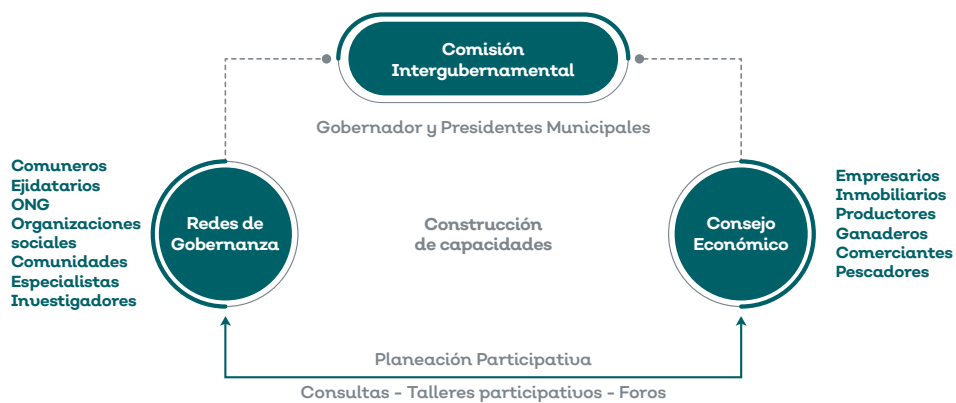 Comisión
Intergubernamental
Gobernador y Presidentes Municipales
Comuneros
Ejidatarios
ONG
Organizaciones
sociales
Comunidades
Especialistas
Investigadores
Redes de
Gobernanza
Construcción
de capacidades
Consejo
Económico
Empresarios
Inmobiliarios
Productores
Ganaderos
Comerciantes
Pescadores
Planeación Participativa
Consultas - Talleres participativos - Foros